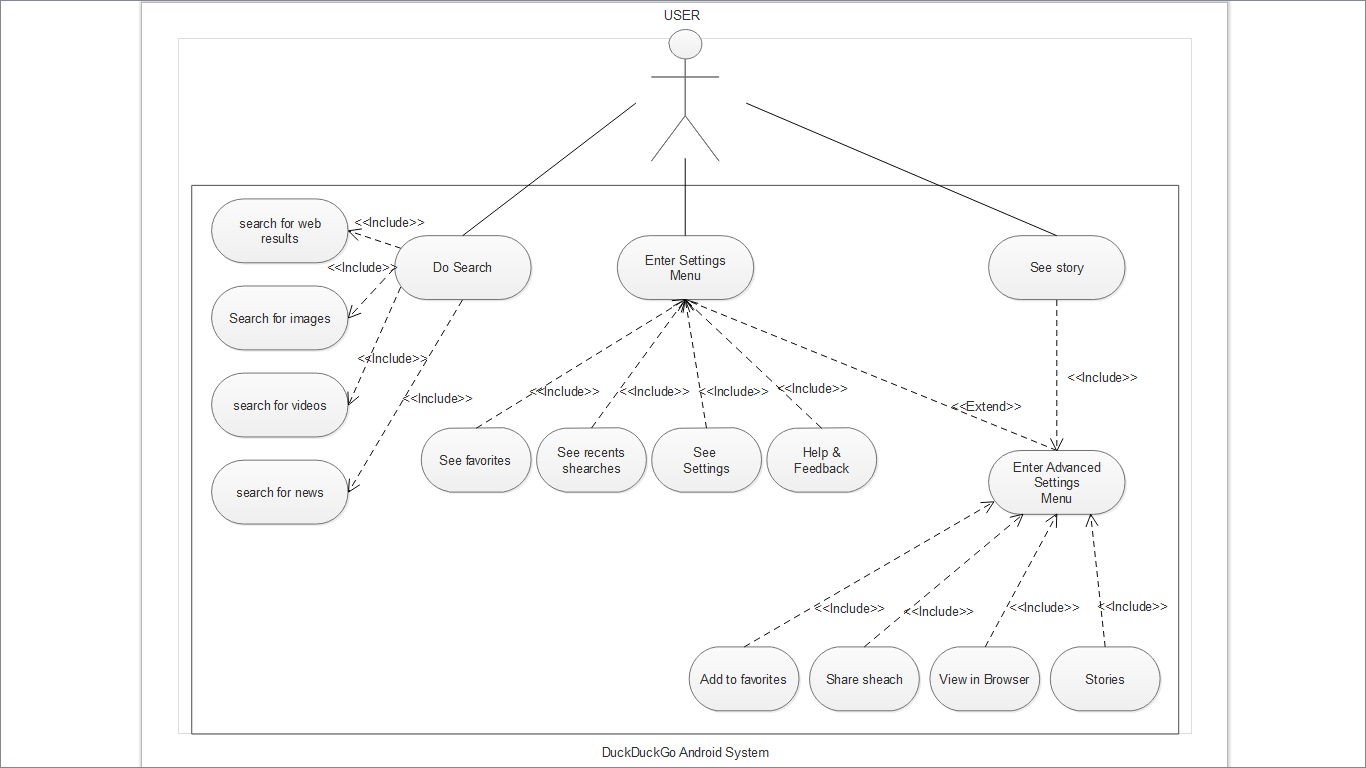 USER
search for web
results
<<Include>>
Do Search
Enter Settings
Menu
See story
<<Include>>
Search for images
<<Include>>
search for videos
<<Include>>
search for news
<<Include>>
<<Include>>
<<Include>>
<<Include>>
<<Extend>>
<<Include>>
See favorites
See recents
shearches
See
Settings
Help &
Feedback
Enter Advanced
Settings
Menu
<<Include>>
<<Include>>
<<Include>>
<<Include>>
Add to favorites
Share sheach
View in Browser
Stories
DuckDuckGo Android System